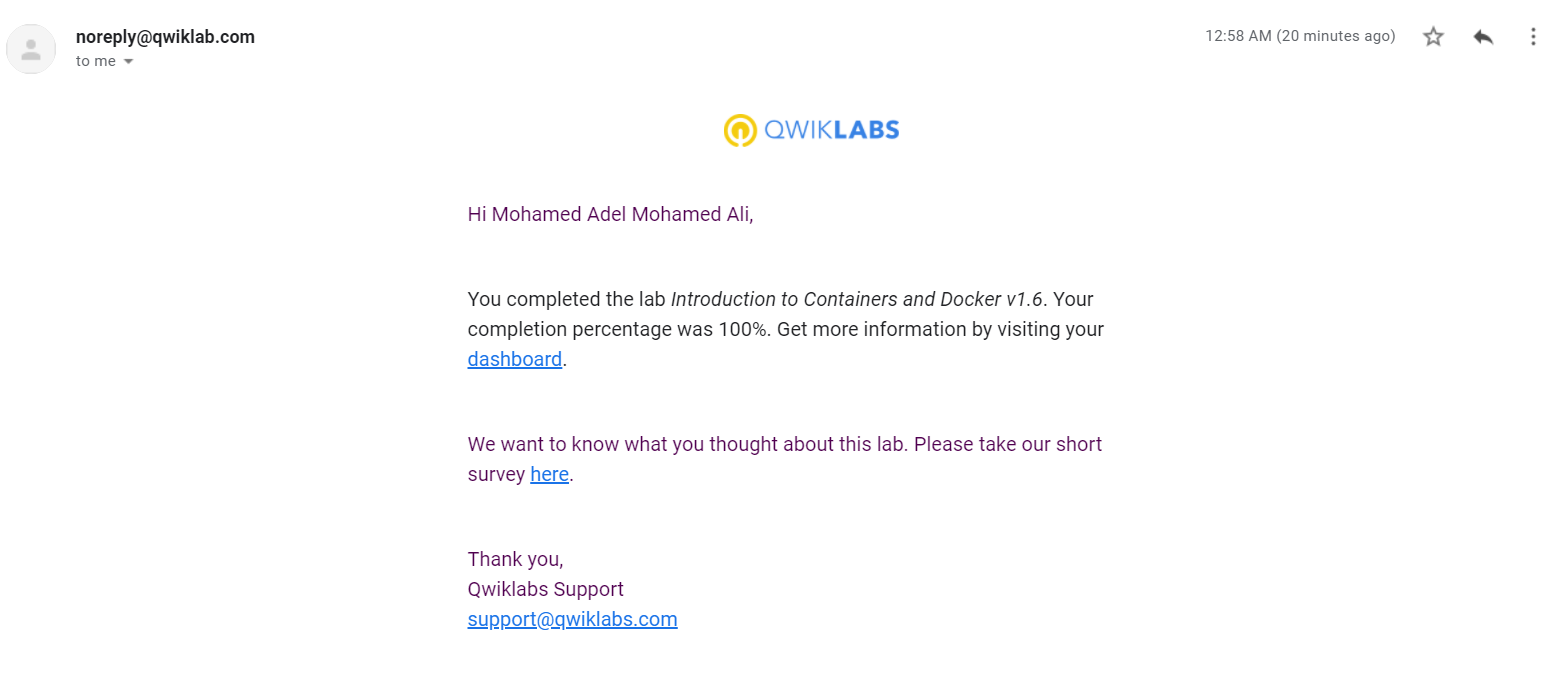 noreply@qwiklab.com
12:58 AM (20 minutes ago)
to me
QWIKLABS
Hi Mohamed Adel Mohamed Ali,
You completed the lab Introduction to Containers and Docker v1.6. Your
completion percentage was 100%. Get more information by visiting your
dashboard.
We want to know what you thought about this lab. Please take our short
survey here.
Thank you,
Qwiklabs Support
support@qwiklabs.com